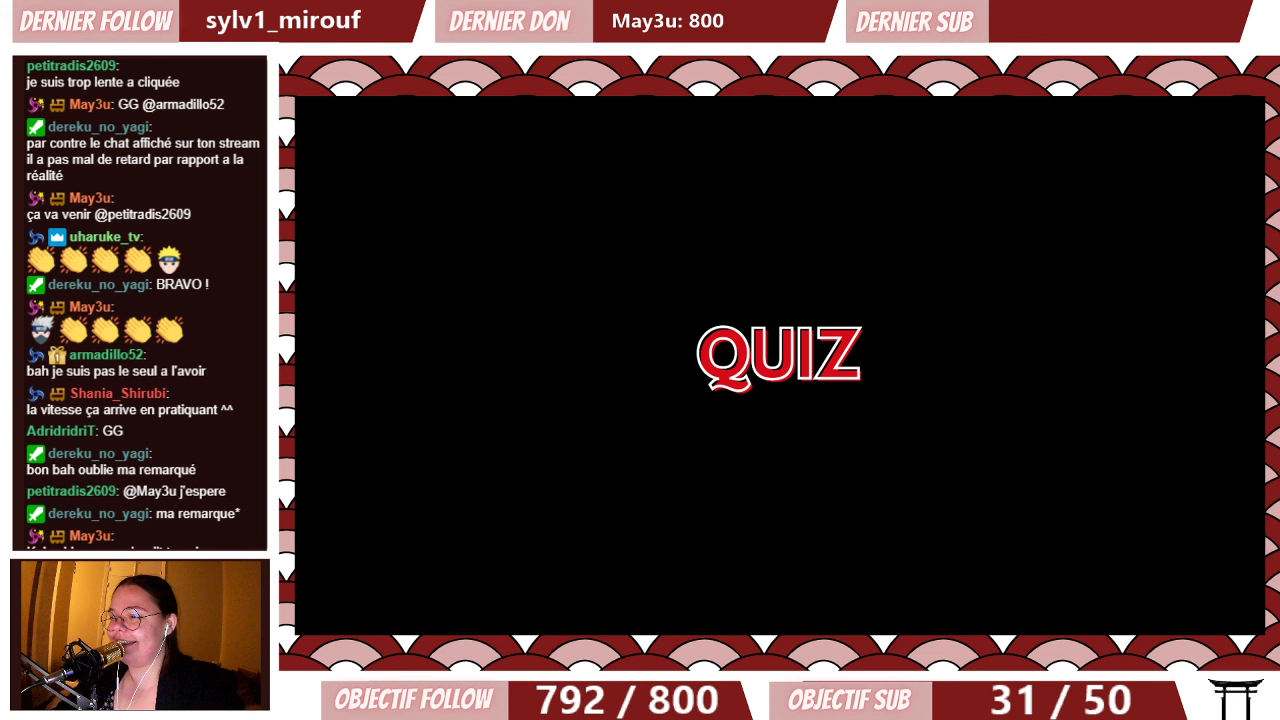 DERNIER FOLLOW
sylv1_mirouf
DERNIER DON
May3u: 800
DERNIER SUB
petitradis2609:
je suis trop lente a cliquée
May3u: GG @armadillo52
dereku_no_yagi:
par contre le chat affiché sur ton stream
il a pas mal de retard par rapport a la
réalité
May3u:
ça va venir @petitradis2609
uharuke_tv:
dereku_no_yagi: BRAVO !
May3u:
armadillo52:
bah je suis pas le seul a l'avoir
Shania_Shirubi:
la vitesse ça arrive en pratiquant ^^
AdridridriT: GG
dereku_no_yagi:
bon bah oublie ma remarqué
petitradis2609: @May3u j'espere
dereku_no_yagi: ma remarque*
May3u:
QUIZ
OBJECTIF FOLLOW
792 / 800
OBJECTIF SUB
31 / 50